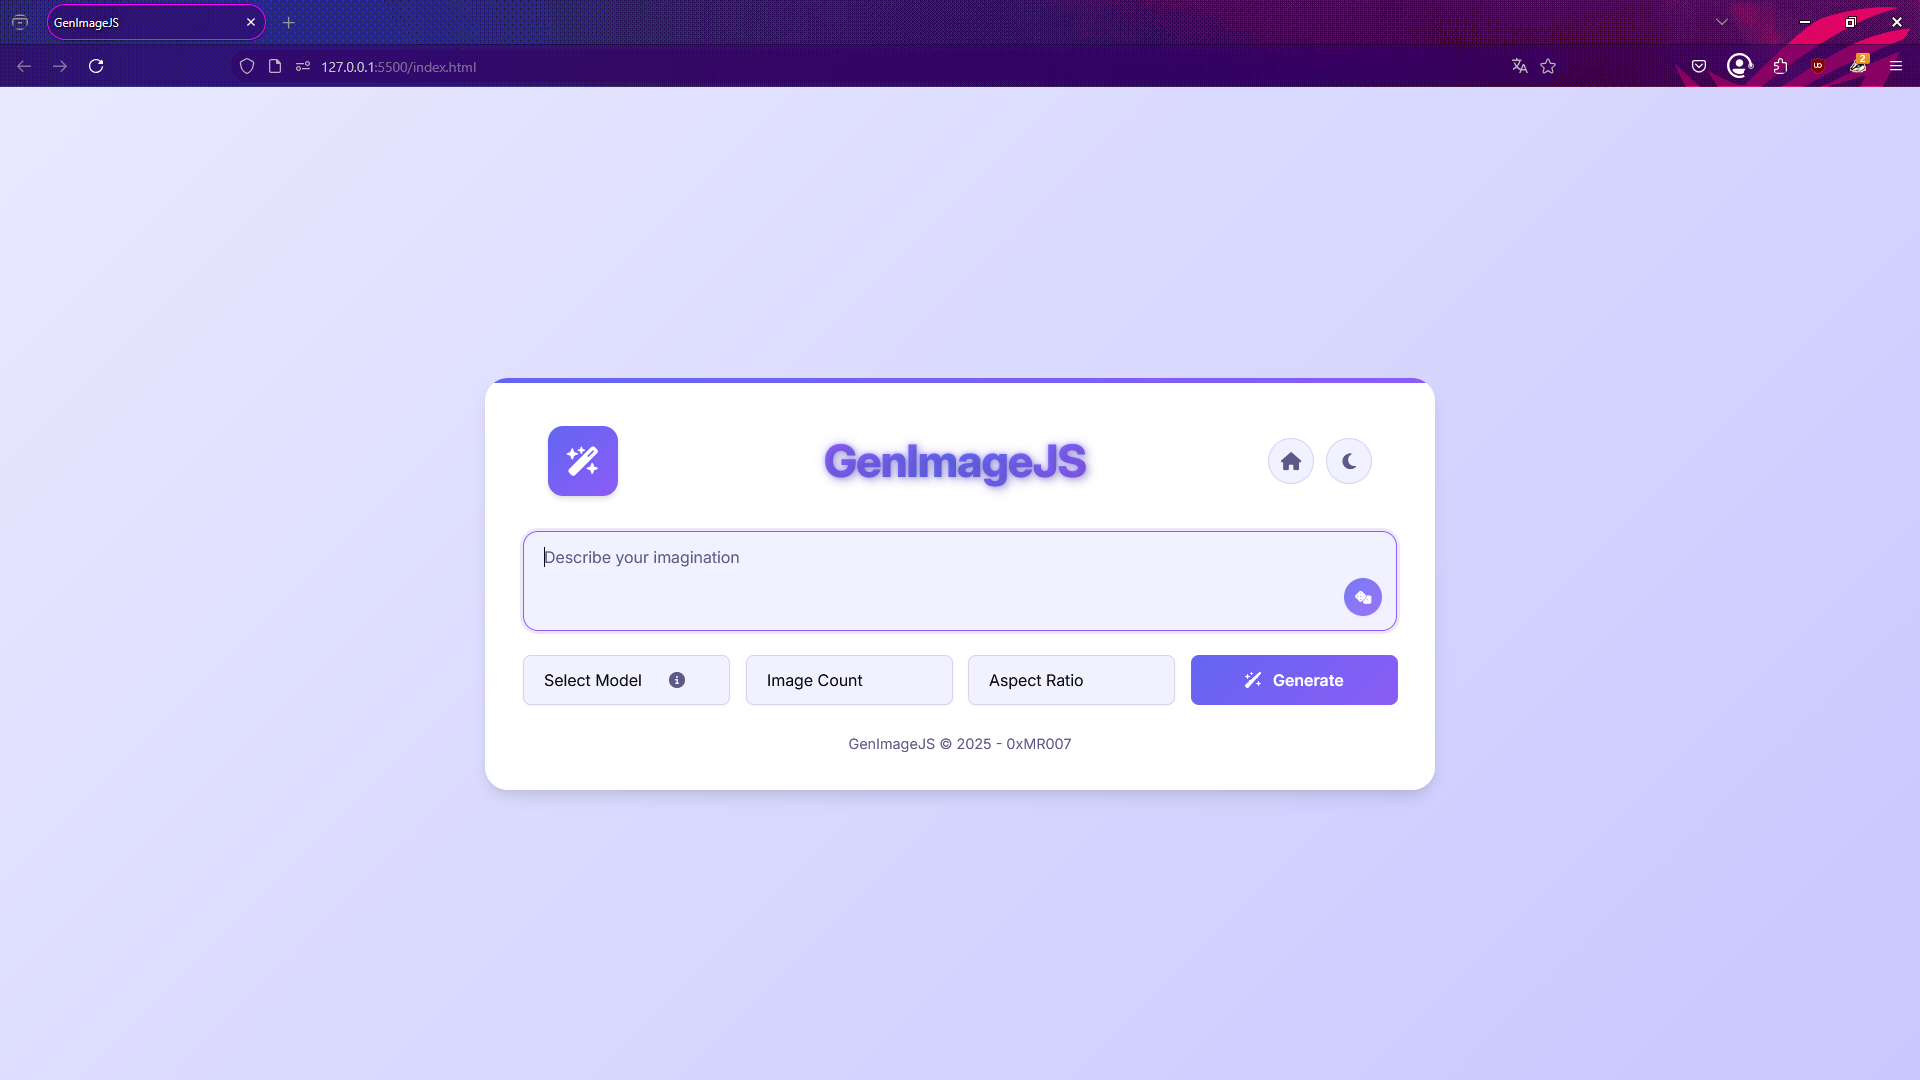 GenImageJS
127.0.0.1:5500/index.html
2
GenImageJS
Describe your imagination
Select Model
Image Count
Aspect Ratio
Generate
GenImageJS © 2025 - 0xMR007